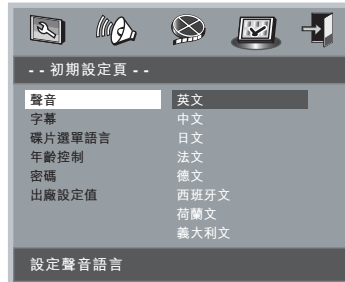 - - 初期設定頁 - -
聲音
字幕
碟片選單語言
年齡控制
密碼
出廠設定值
英文
中文
日文
法文
德文
西班牙文
荷蘭文
義大利文
設定聲音語言